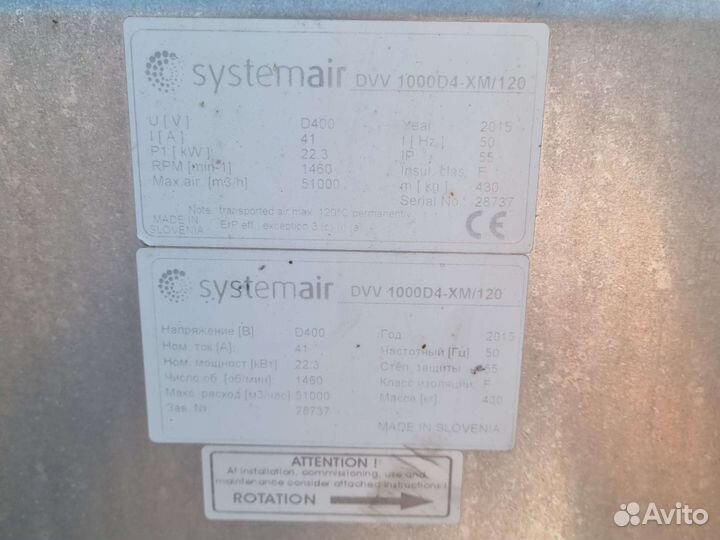 systemair DVV 1000D4-XM/120
U [ V ] D400 Year 2015
I [ A ] 41 f [ Hz ] 50
P1 [ kW ] 22.3 IP 55
RPM [ min-1] 1460 Insul. clas. F
Max.air. [m3/h] 51000 m [ kg ] 430
Serial No.: 28737
Note: transported air max. 120°C permanently
MADE IN SLOVENIA
ErP eff. exception 3 (c) (i) (a)
CE
systemair DVV 1000D4-XM/120
Напряжение [В] D400 Год 2015
Ном. ток [А]: 41 Частотный [Гц] 50
Ном. мощность [кВт] 22.3 Степ. защиты 55
Число об. [об/мин]: 1460 Класс изоляции F
Макс. расход [м3/час] 51000 Масса [кг] 430
Зав. № 28737
MADE IN SLOVENIA
ATTENTION !
At installation, commissioning, use and
maintenance consider attached instructions !
ROTATION
Avito